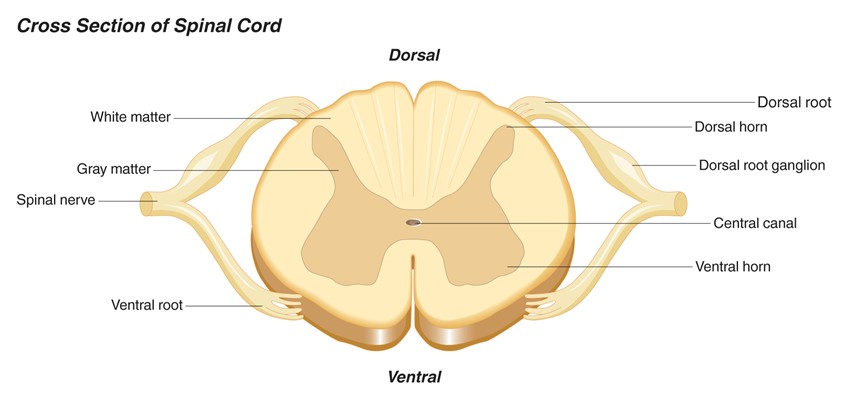 Cross Section of Spinal Cord
Dorsal
White matter
Dorsal root
Dorsal horn
Gray matter
Dorsal root ganglion
Spinal nerve
Central canal
Ventral horn
Ventral root
Ventral